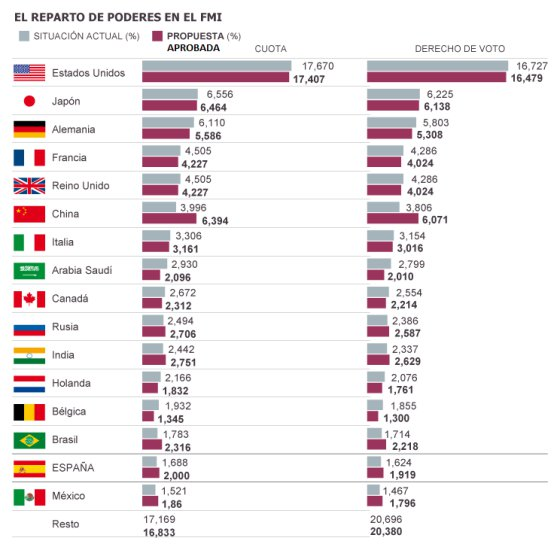 EL REPARTO DE PODERES EN EL FMI
SITUACIÓN ACTUAL (%) PROPUESTA (%)
APROBADA CUOTA DERECHO DE VOTO
Estados Unidos 17,670 16,727
17,407 16,479
Japón 6,556 6,225
6,464 6,138
Alemania 6,110 5,803
5,586 5,308
Francia 4,505 4,286
4,227 4,024
Reino Unido 4,505 4,286
4,227 4,024
China 3,996 3,806
6,394 6,071
Italia 3,306 3,154
3,161 3,016
Arabia Saudí 2,930 2,799
2,096 2,010
Canadá 2,672 2,554
2,312 2,214
Rusia 2,494 2,386
2,706 2,587
India 2,442 2,337
2,751 2,629
Holanda 2,166 2,076
1,832 1,761
Bélgica 1,932 1,855
1,345 1,300
Brasil 1,783 1,714
2,316 2,218
ESPAÑA 1,688 1,624
2,000 1,919
México 1,521 1,467
1,86 1,796
Resto 17,169 20,696
16,833 20,380